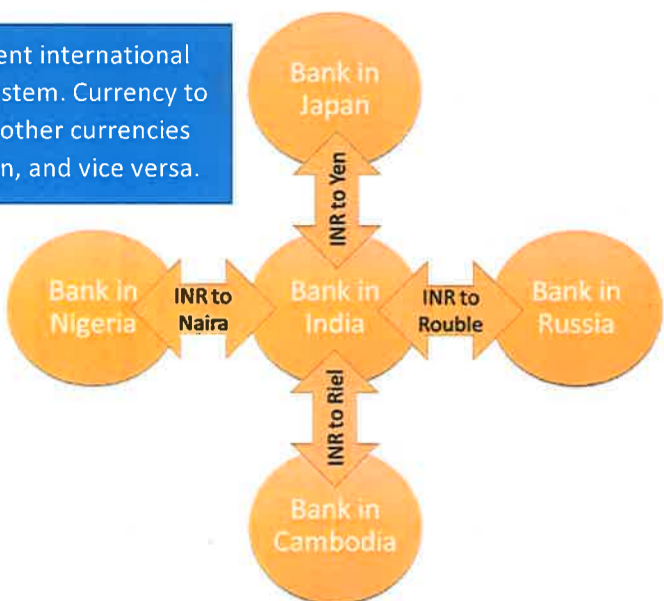 ent international
stem. Currency to
other currencies
n, and vice versa.
Bank in
Japan
INR to Yen
Bank in
Nigeria
INR to
Naira
Bank in
India
INR to
Rouble
Bank in
Russia
INR to Riel
Bank in
Cambodia